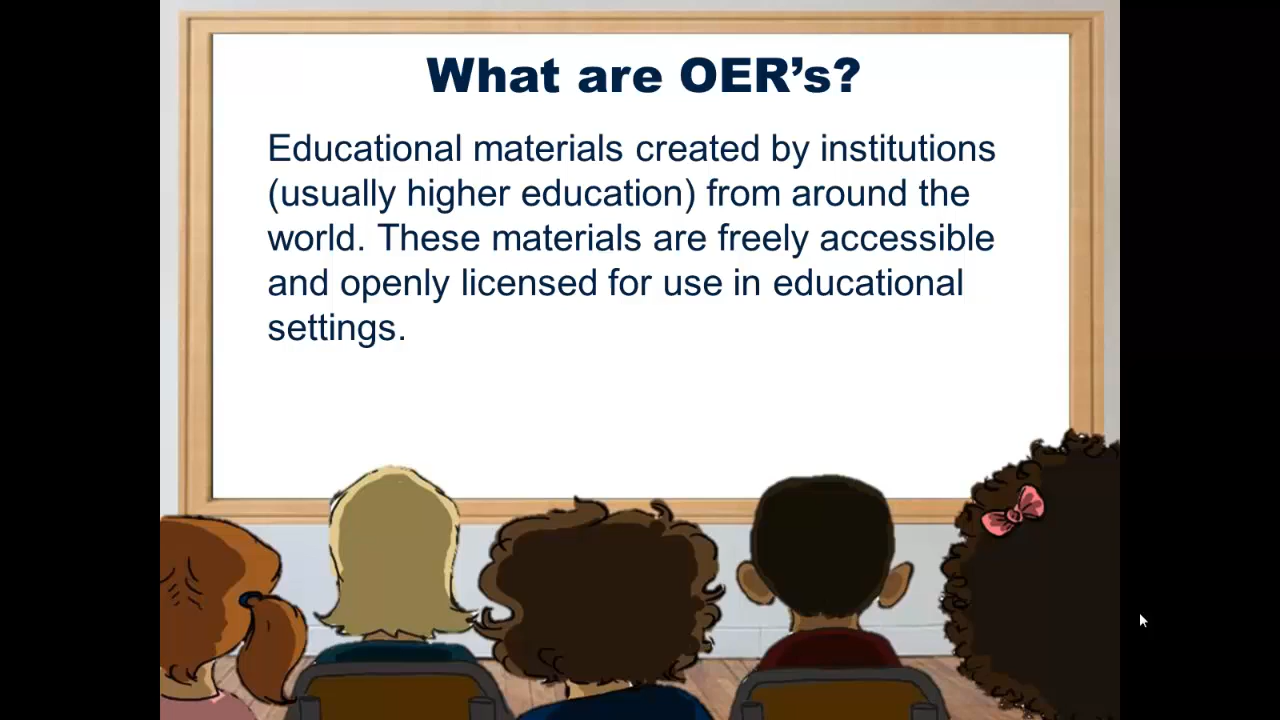 What are OER’s?
Educational materials created by institutions
(usually higher education) from around the
world. These materials are freely accessible
and openly licensed for use in educational
settings.